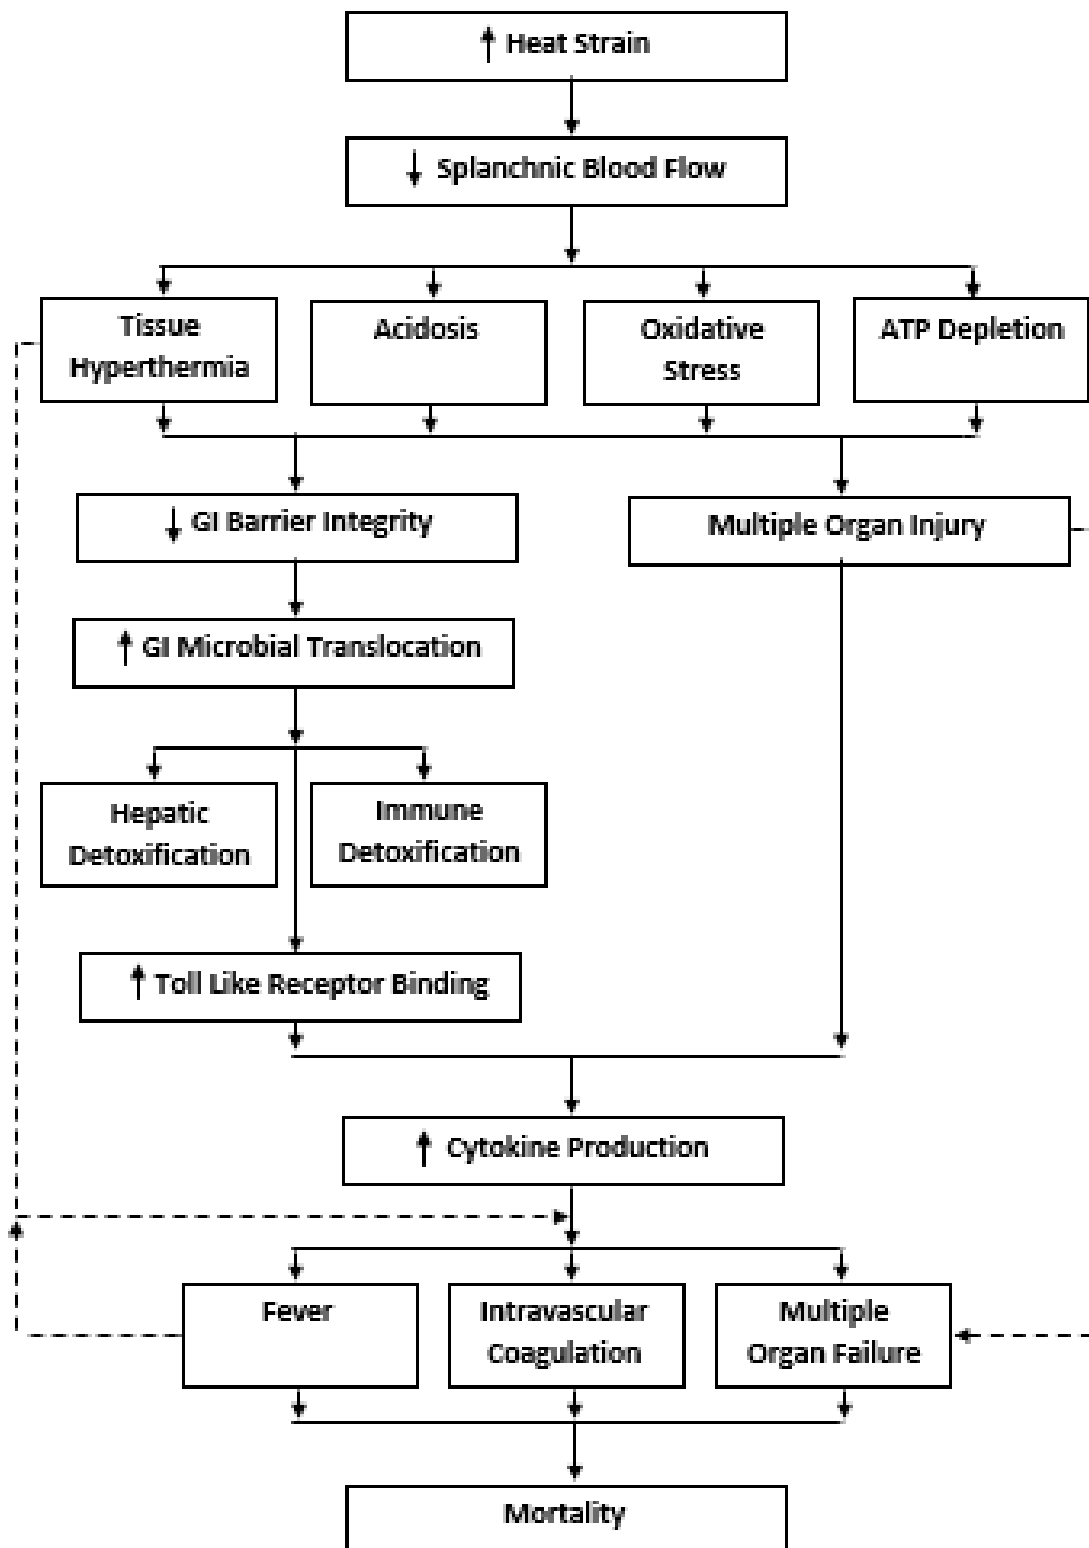 ↑ Heat Strain
↓ Splanchnic Blood Flow
Tissue
Hyperthermia
Acidosis
Oxidative
Stress
ATP Depletion
↓ GI Barrier Integrity
Multiple Organ Injury
↑ GI Microbial Translocation
Hepatic
Detoxification
Immune
Detoxification
↑ Toll Like Receptor Binding
↑ Cytokine Production
Fever
Intravascular
Coagulation
Multiple
Organ Failure
Mortality